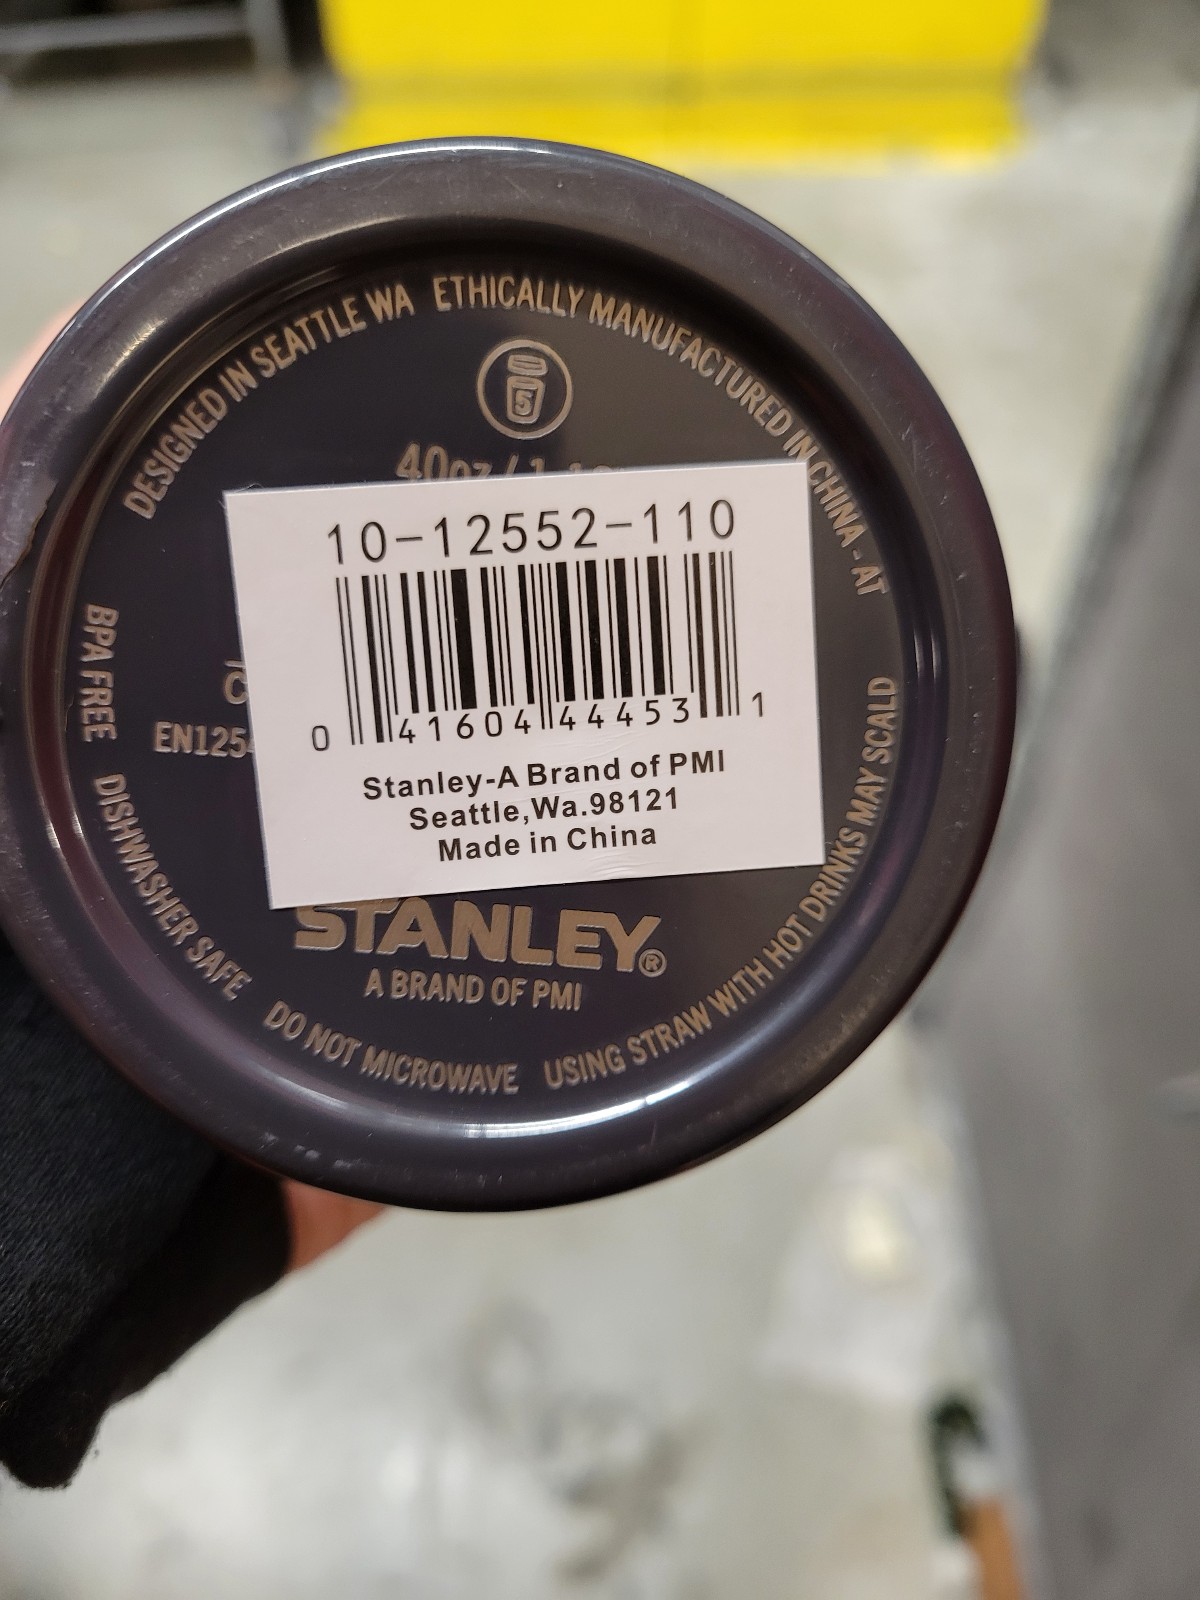 DESIGNED IN SEATTLE WA ETHICALLY MANUFACTURED IN CHINA - AT
5
40oz /
10-12552-110
0 41604 44453 1
Stanley-A Brand of PMI
Seattle,Wa.98121
Made in China
STANLEY®
A BRAND OF PMI
BPA FREE DISHWASHER SAFE DO NOT MICROWAVE USING STRAW WITH HOT DRINKS MAY SCALD